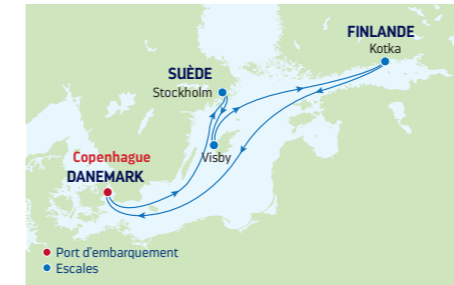 FINLANDE
Kotka
SUÈDE
Stockholm
Visby
Copenhague
DANEMARK
Port d'embarquement
Escales